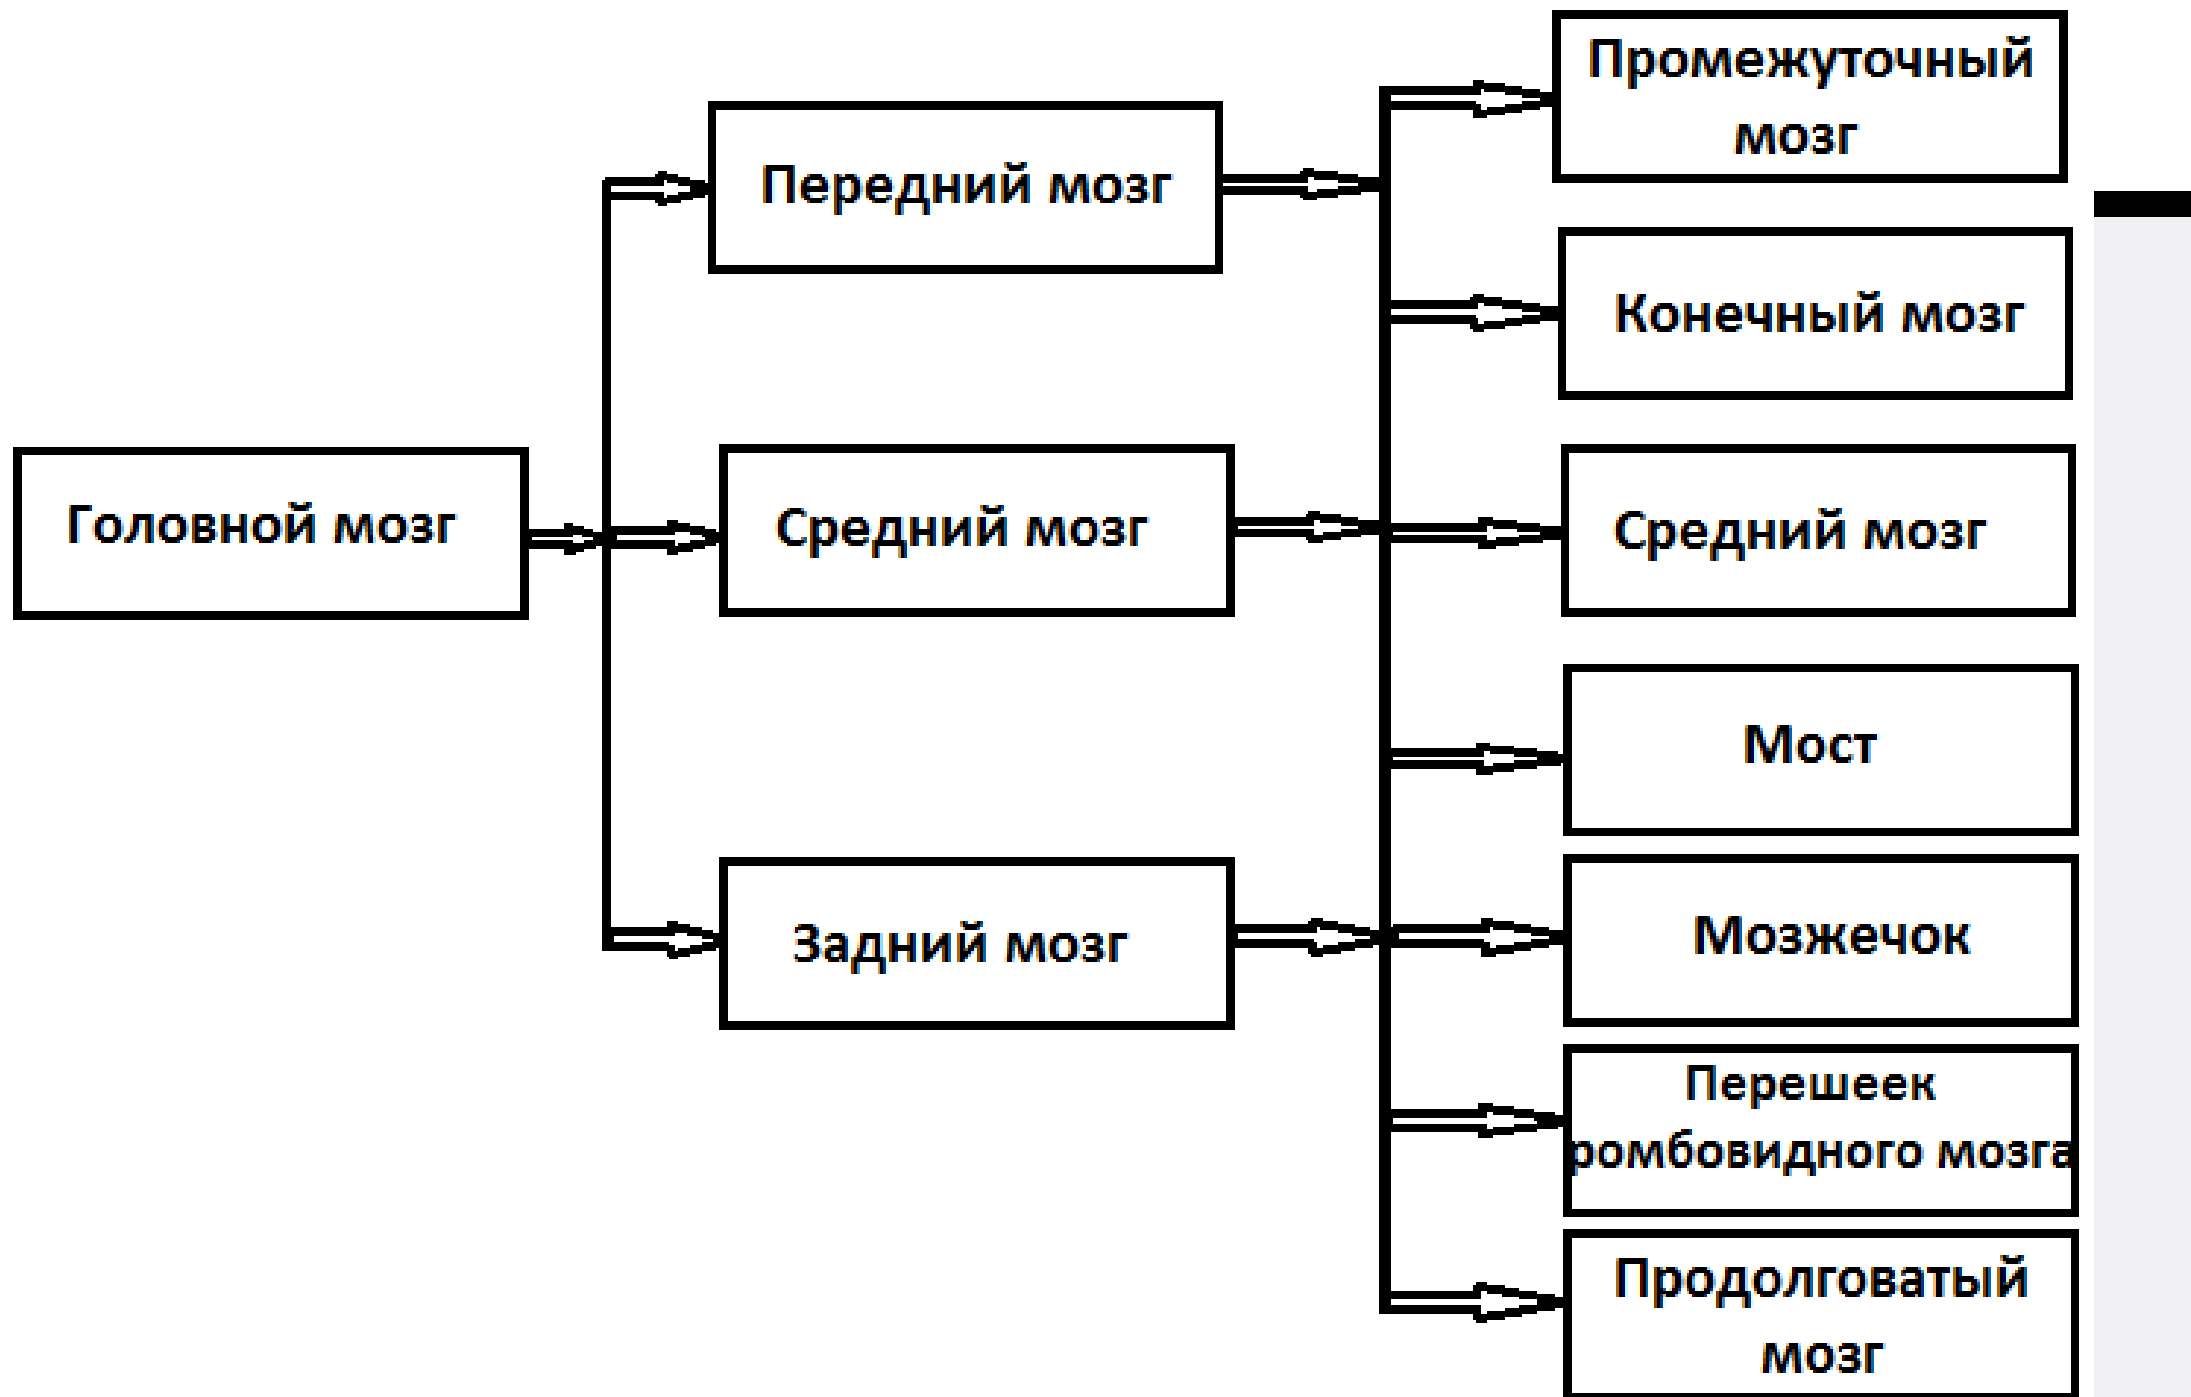 Головной мозг
Передний мозг
Средний мозг
Задний мозг
Промежуточный
мозг
Конечный мозг
Средний мозг
Мост
Мозжечок
Перешеек
ромбовидного мозга
Продолговатый
мозг